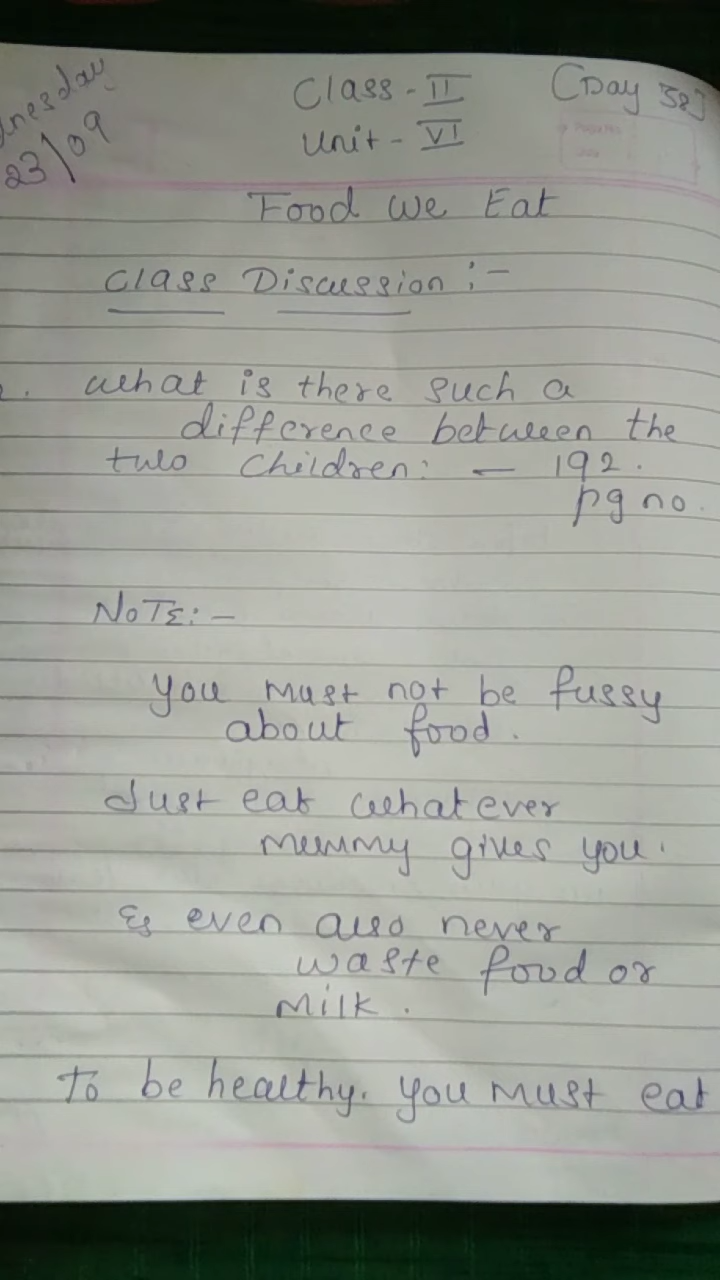 Class - II [Day 38]
nesday
23/09
Unit - VI
Food We Eat
Class Discussion :-
what is there such a
difference between the
two children: - 192.
pg no.
NOTE: -
you must not be fussy
about food.
Just eat whatever
mummy gives you.
& even also never
waste food or
milk.
To be healthy. you must eat